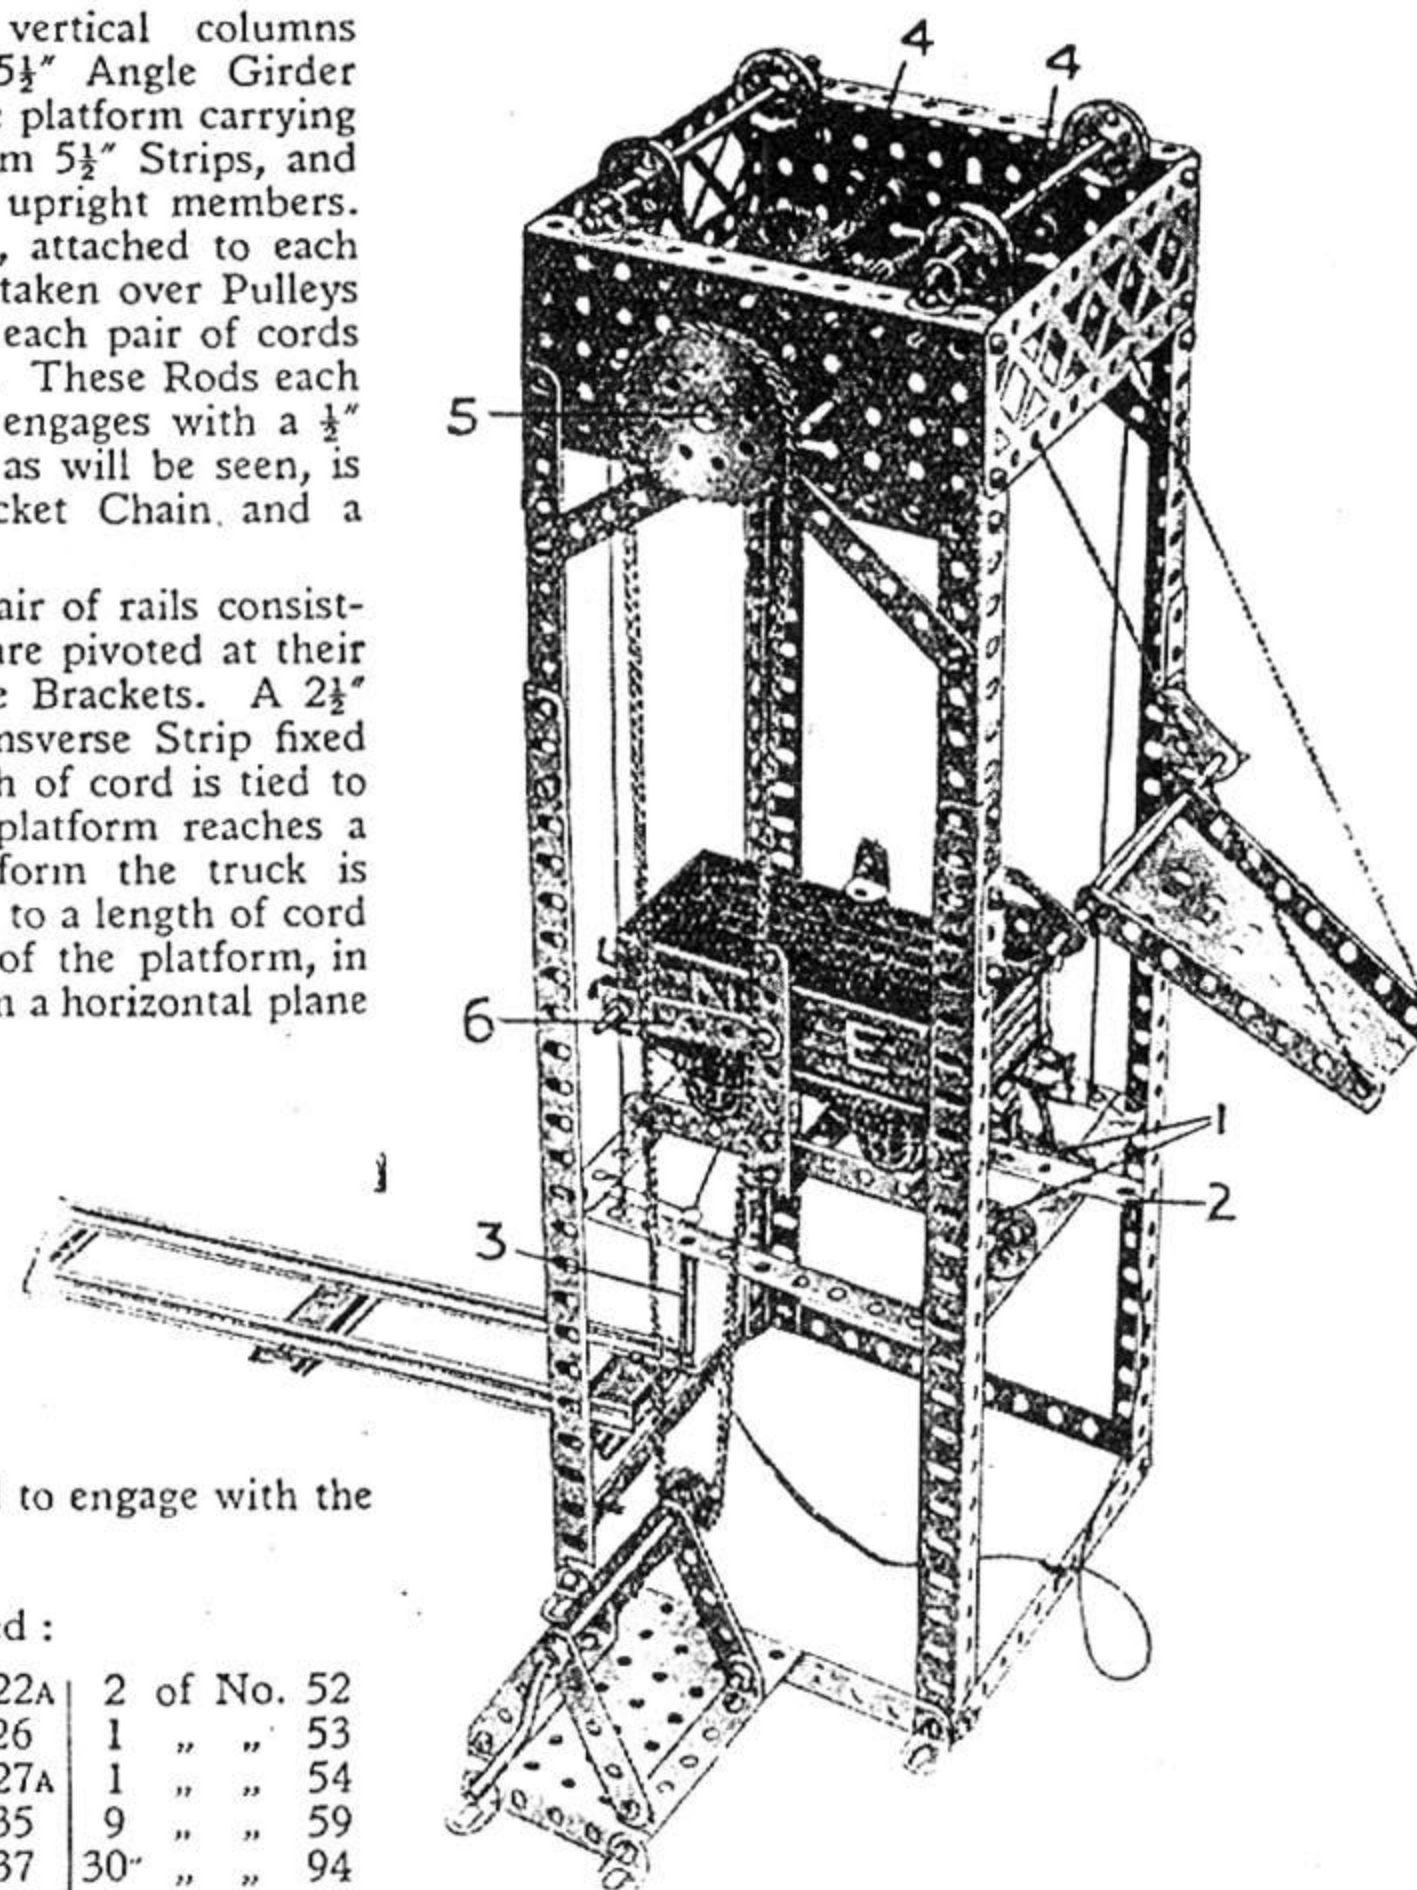 vertical columns
5½″ Angle Girder
platform carrying
5½″ Strips, and
upright members.
, attached to each
taken over Pulleys
each pair of cords
These Rods each
engages with a ½″
as will be seen, is
cket Chain, and a
air of rails consist-
are pivoted at their
e Brackets. A 2½″
nsverse Strip fixed
h of cord is tied to
platform reaches a
form the truck is
to a length of cord
of the platform, in
n a horizontal plane
to engage with the
ed :
22A 2 of No. 52
26 1 „ „ 53
27A 1 „ „ 54
35 9 „ „ 59
37 30″ „ „ 94
4
4
5
6
E
1
2
3